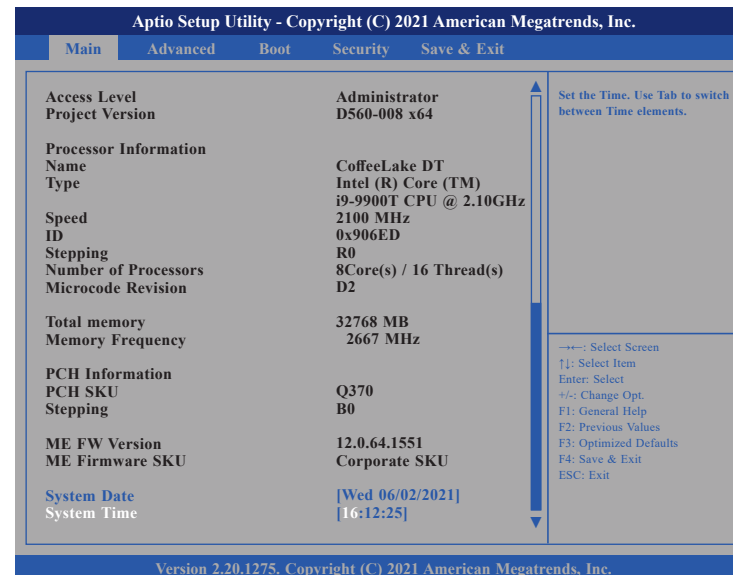 Aptio Setup Utility - Copyright (C) 2021 American Megatrends, Inc.
Main Advanced Boot Security Save & Exit
Access Level Administrator
Project Version D560-008 x64
Processor Information
Name CoffeeLake DT
Type Intel (R) Core (TM)
i9-9900T CPU @ 2.10GHz
Speed 2100 MHz
ID 0x906ED
Stepping R0
Number of Processors 8Core(s) / 16 Thread(s)
Microcode Revision D2
Total memory 32768 MB
Memory Frequency 2667 MHz
PCH Information
PCH SKU Q370
Stepping B0
ME FW Version 12.0.64.1551
ME Firmware SKU Corporate SKU
System Date [Wed 06/02/2021]
System Time [16:12:25]
Set the Time. Use Tab to switch
between Time elements.
→←: Select Screen
↑↓: Select Item
Enter: Select
+/-: Change Opt.
F1: General Help
F2: Previous Values
F3: Optimized Defaults
F4: Save & Exit
ESC: Exit
Version 2.20.1275. Copyright (C) 2021 American Megatrends, Inc.